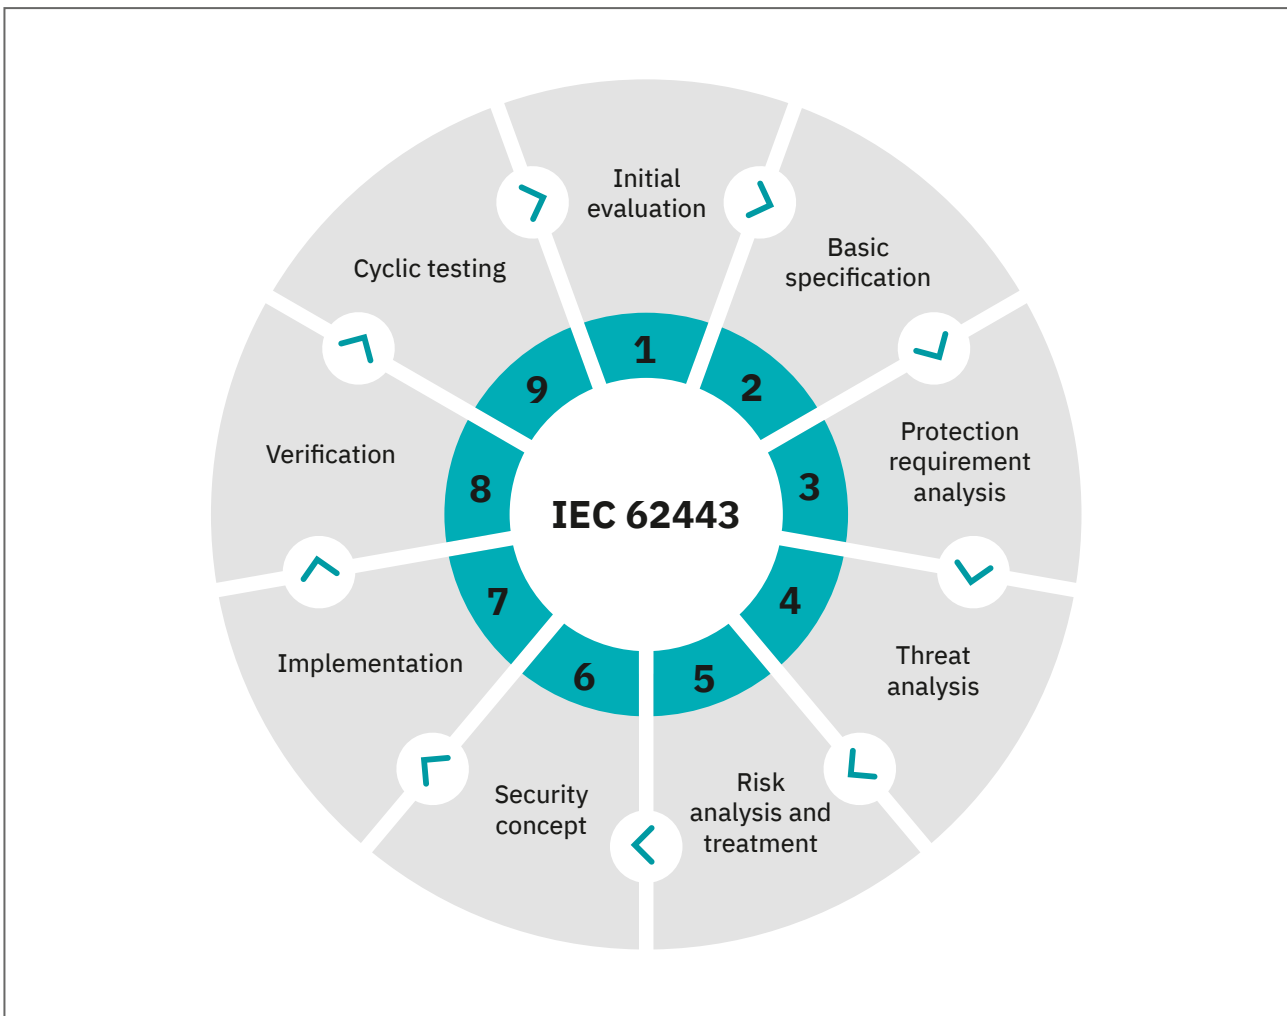 1
Initial
evaluation
2
Basic
specification
3
Protection
requirement
analysis
4
Threat
analysis
5
Risk
analysis and
treatment
6
Security
concept
7
Implementation
8
Verification
9
Cyclic testing
IEC 62443